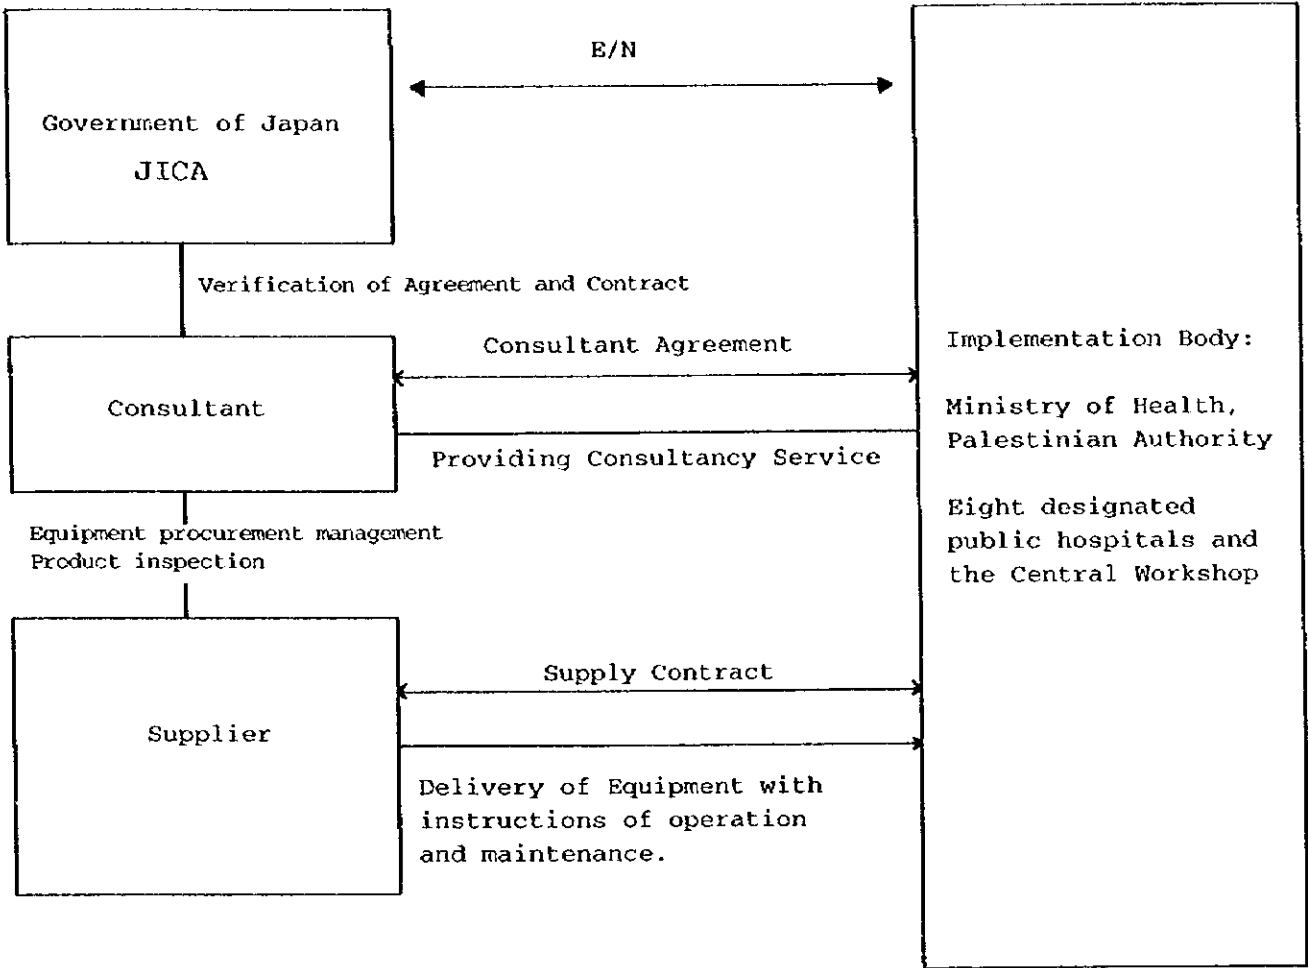 E/N
Government of Japan
JICA
Verification of Agreement and Contract
Consultant Agreement
Consultant
Providing Consultancy Service
Equipment procurement management
Product inspection
Supply Contract
Supplier
Delivery of Equipment with
instructions of operation
and maintenance.
Implementation Body:
Ministry of Health,
Palestinian Authority
Eight designated
public hospitals and
the Central Workshop